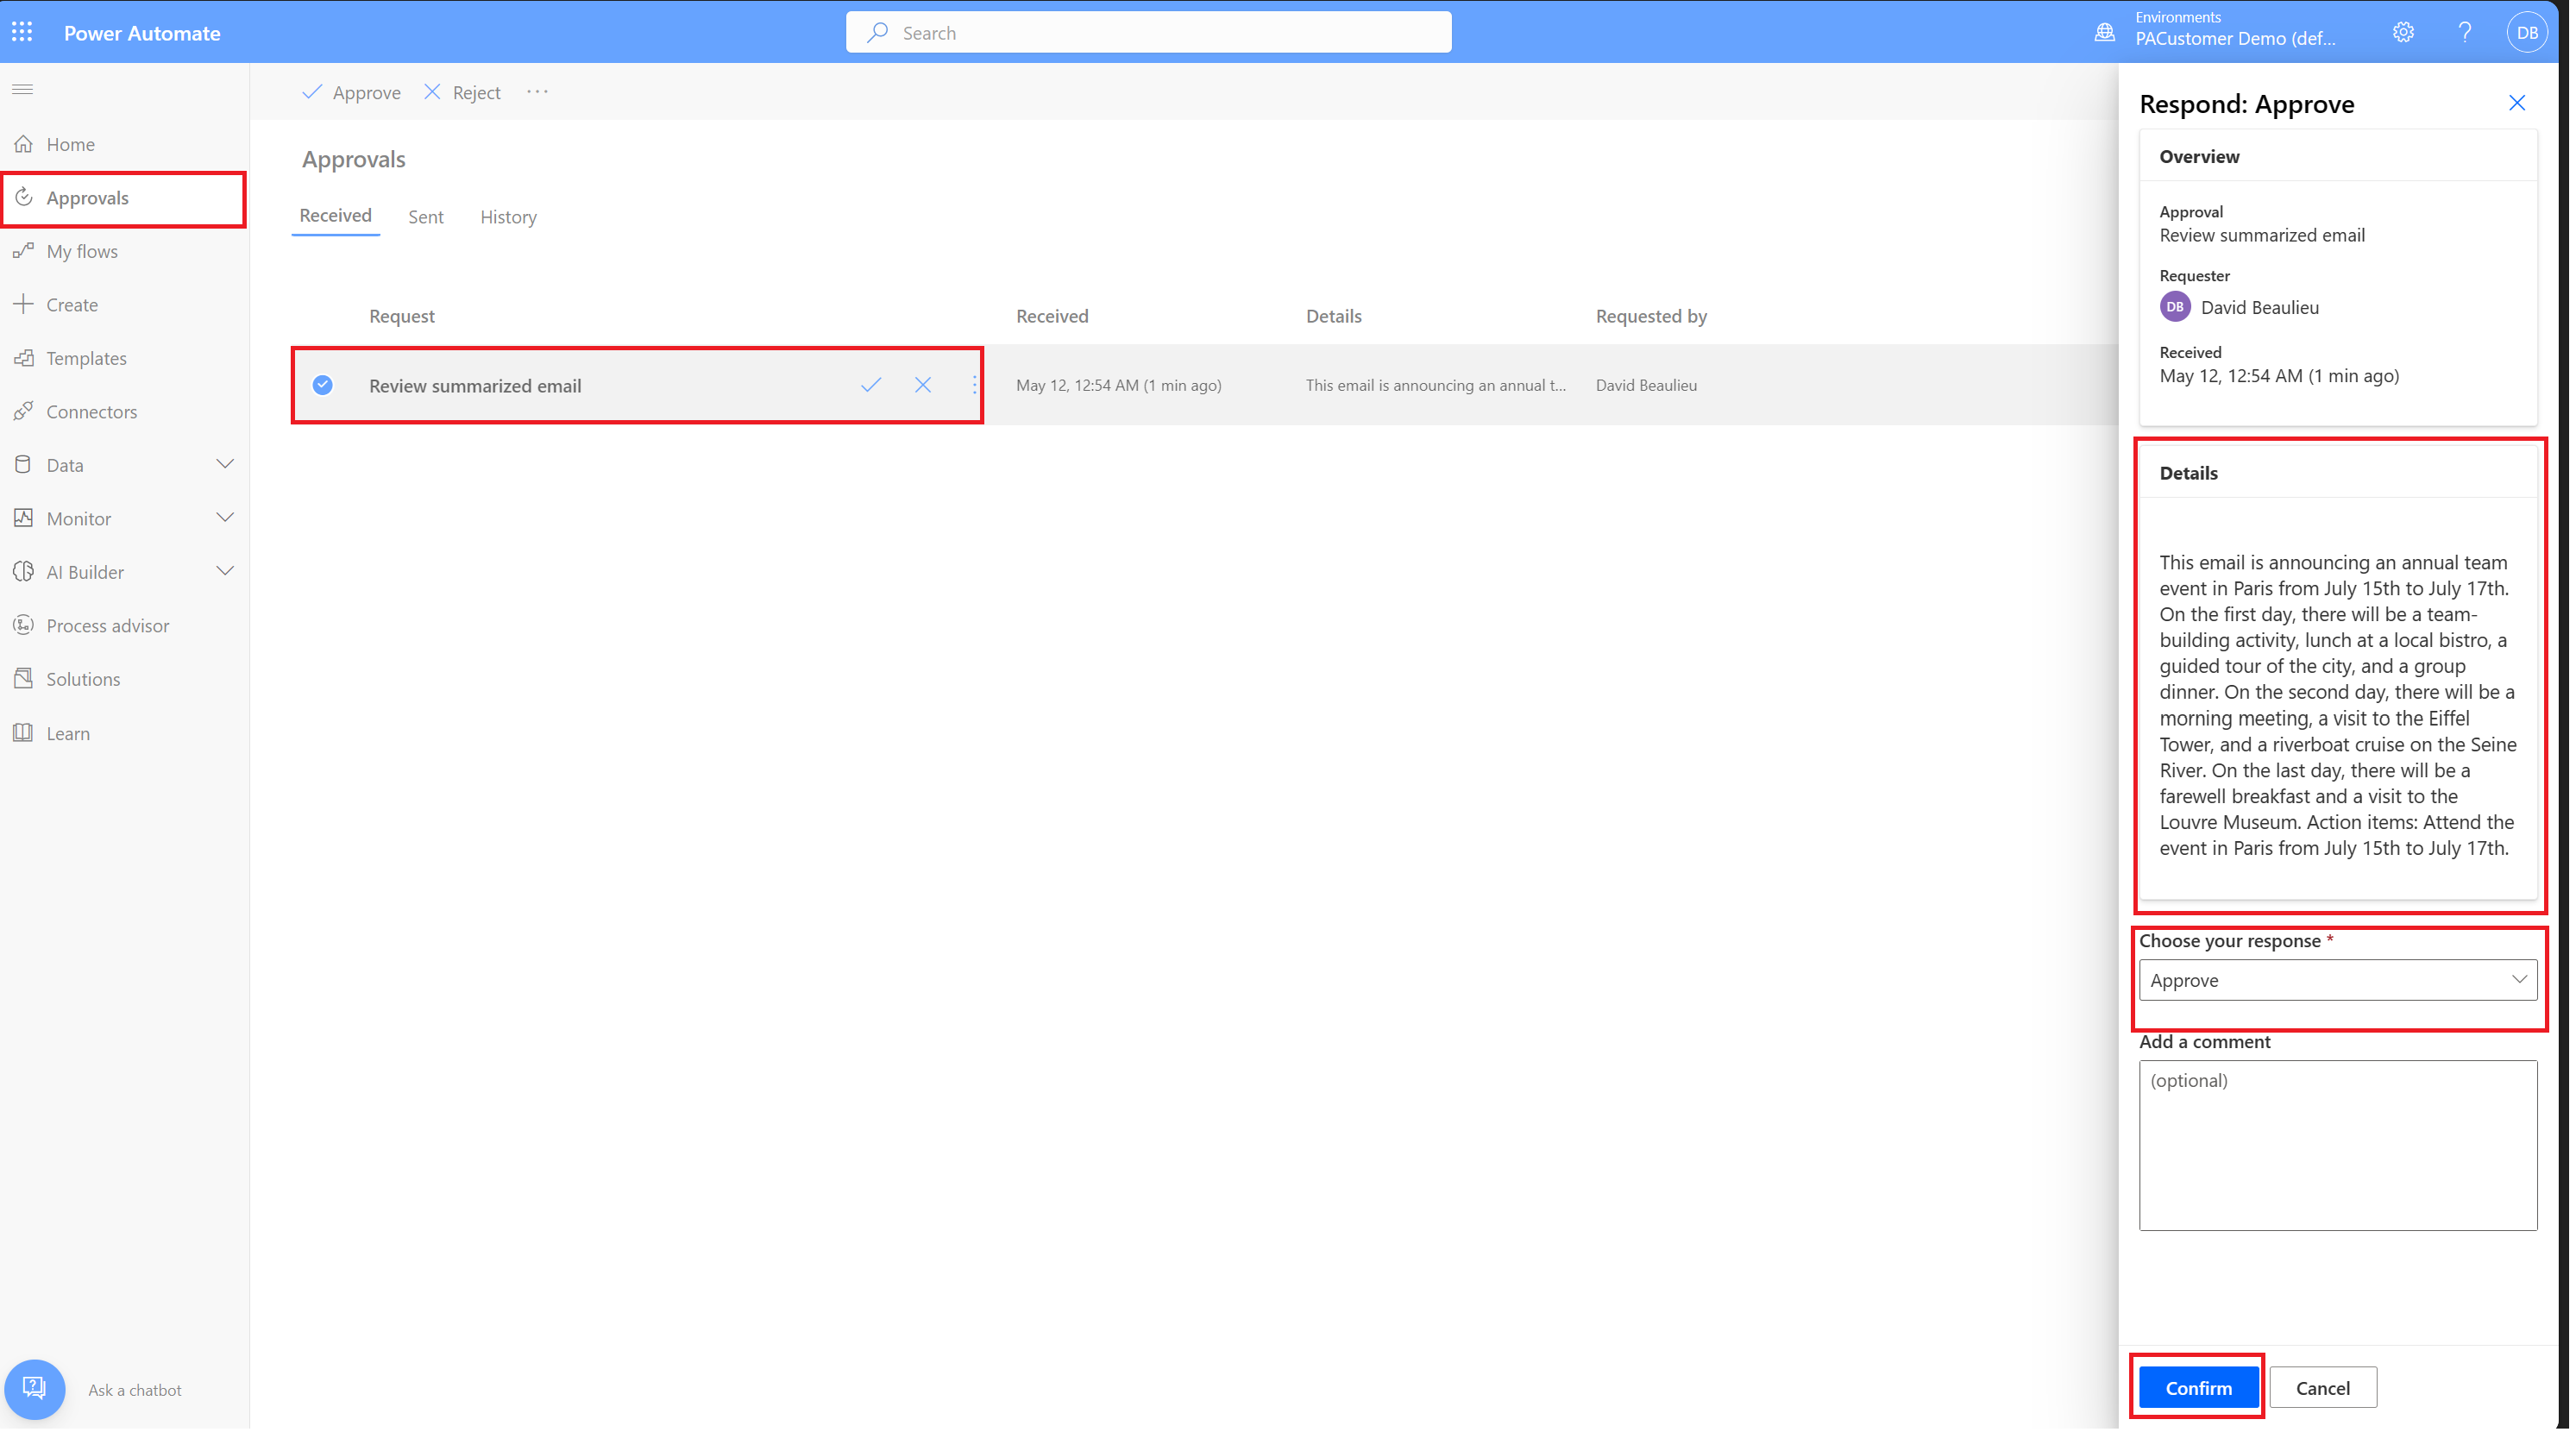 Power Automate
Search
Environments
PACustomer Demo (def...
DB
Home
Approvals
My flows
Create
Templates
Connectors
Data
Monitor
AI Builder
Process advisor
Solutions
Learn
Ask a chatbot
Approve Reject ...
Approvals
Received Sent History
Request Received Details Requested by
Review summarized email May 12, 12:54 AM (1 min ago) This email is announcing an annual t... David Beaulieu
Respond: Approve
Overview
Approval
Review summarized email
Requester
DB David Beaulieu
Received
May 12, 12:54 AM (1 min ago)
Details
This email is announcing an annual team
event in Paris from July 15th to July 17th.
On the first day, there will be a team-
building activity, lunch at a local bistro, a
guided tour of the city, and a group
dinner. On the second day, there will be a
morning meeting, a visit to the Eiffel
Tower, and a riverboat cruise on the Seine
River. On the last day, there will be a
farewell breakfast and a visit to the
Louvre Museum. Action items: Attend the
event in Paris from July 15th to July 17th.
Choose your response *
Approve
Add a comment
(optional)
Confirm Cancel